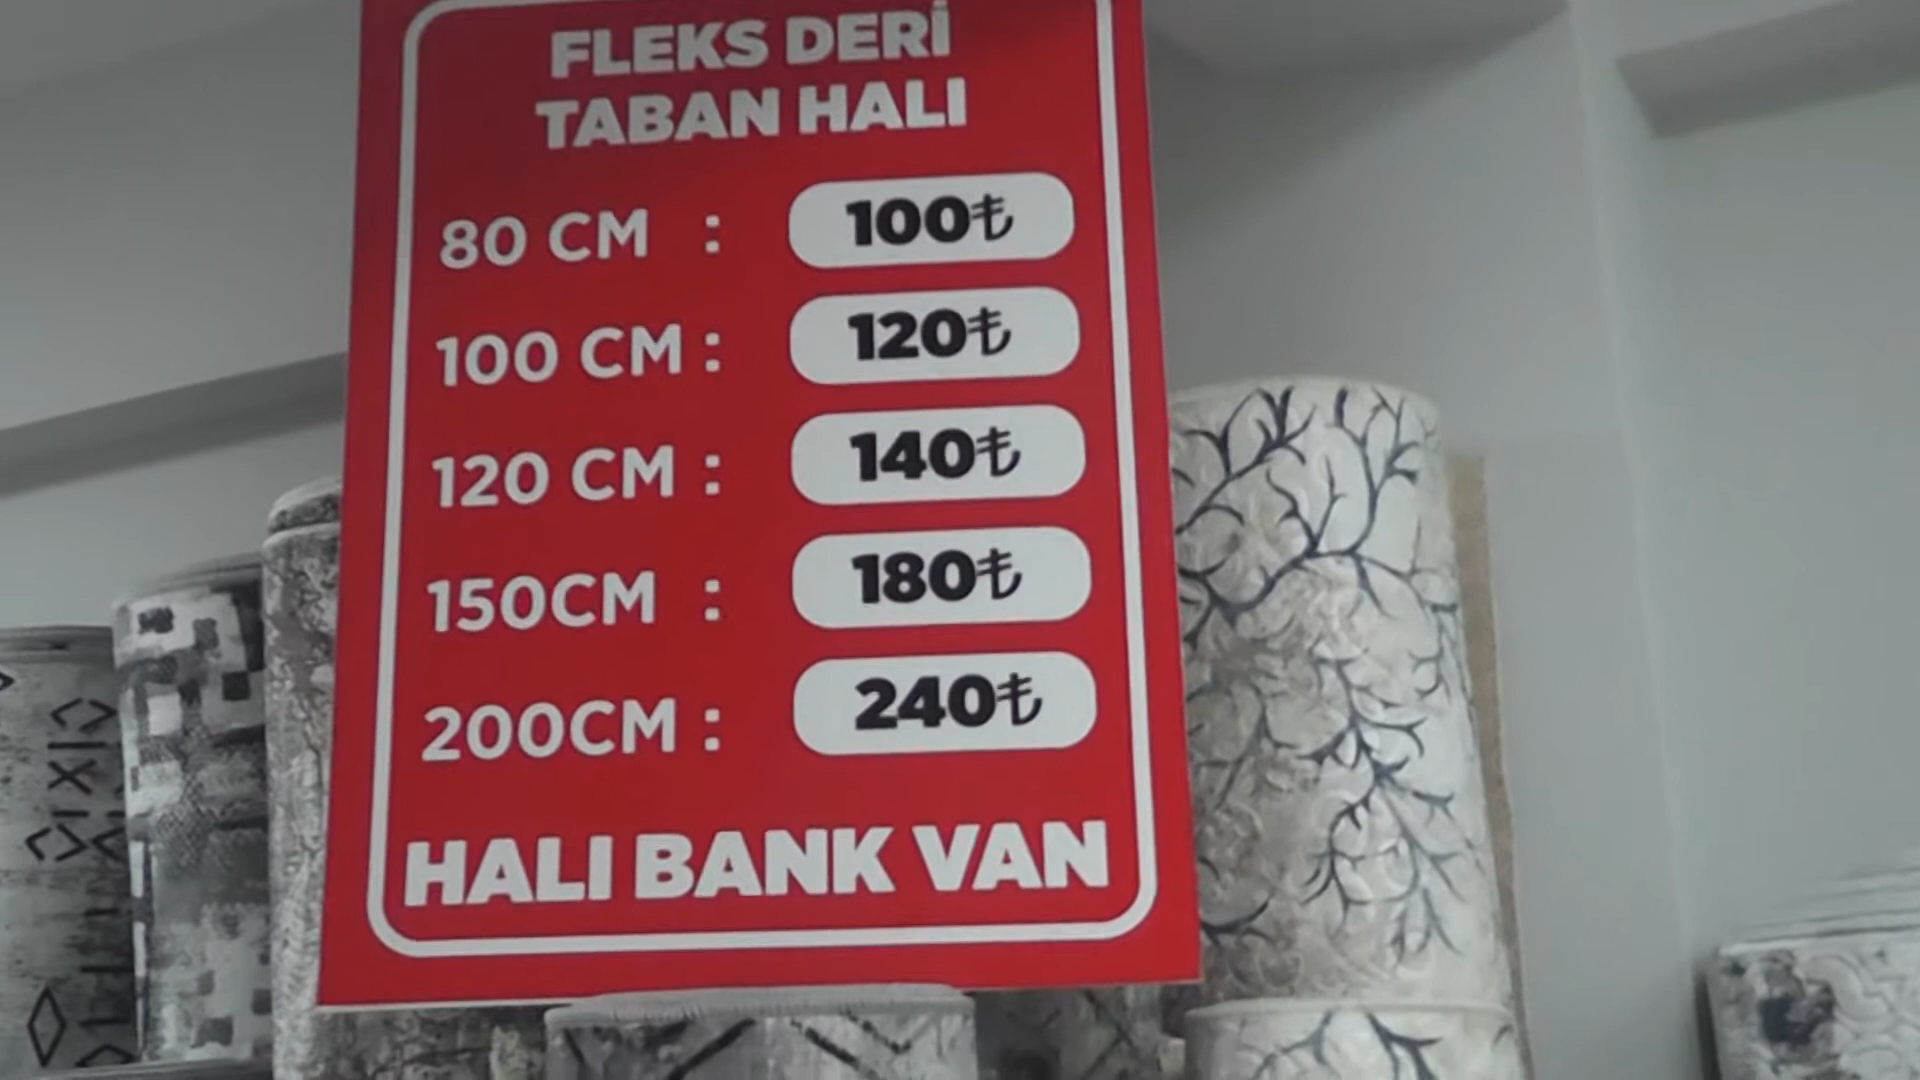 FLEKS DERİ
TABAN HALI
80 CM : 100₺
100 CM : 120₺
120 CM : 140₺
150CM : 180₺
200CM : 240₺
HALI BANK VAN